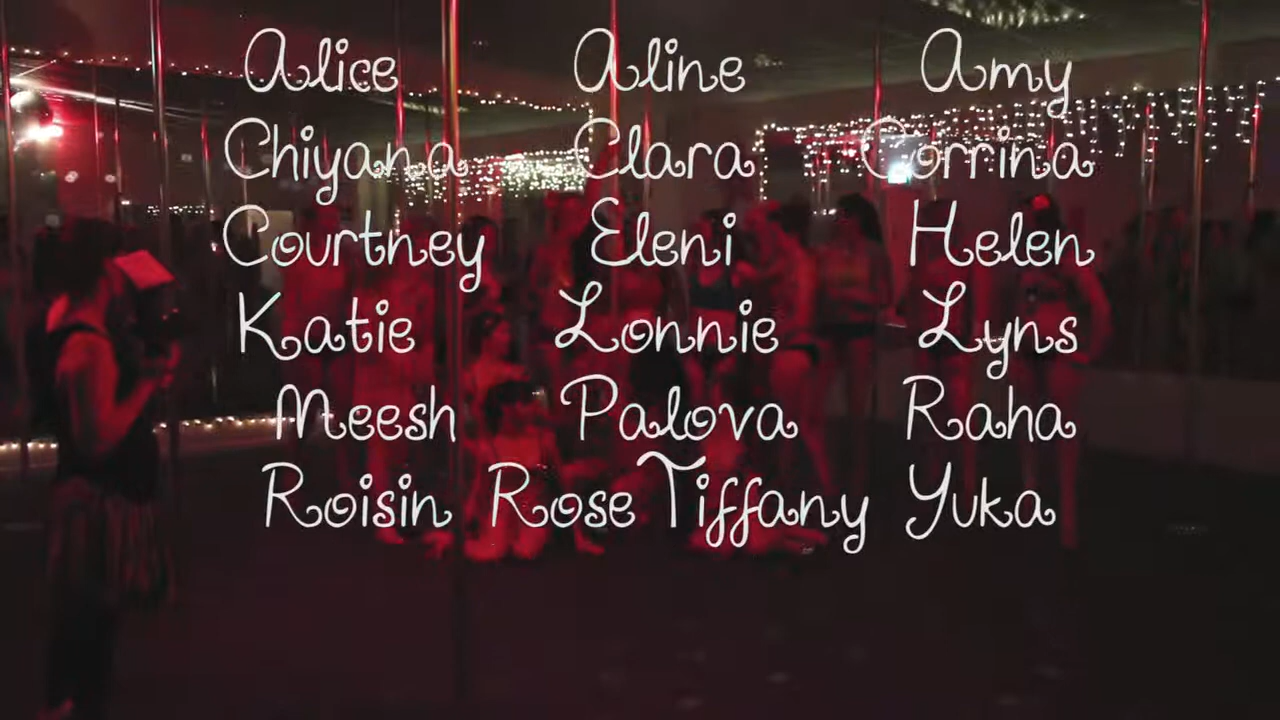 Alice Aline Amy
Chiyana Clara Corrina
Courtney Eleni Helen
Katie Lonnie Lyns
Meesh Palova Raha
Roisin Rose Tiffany Yuka